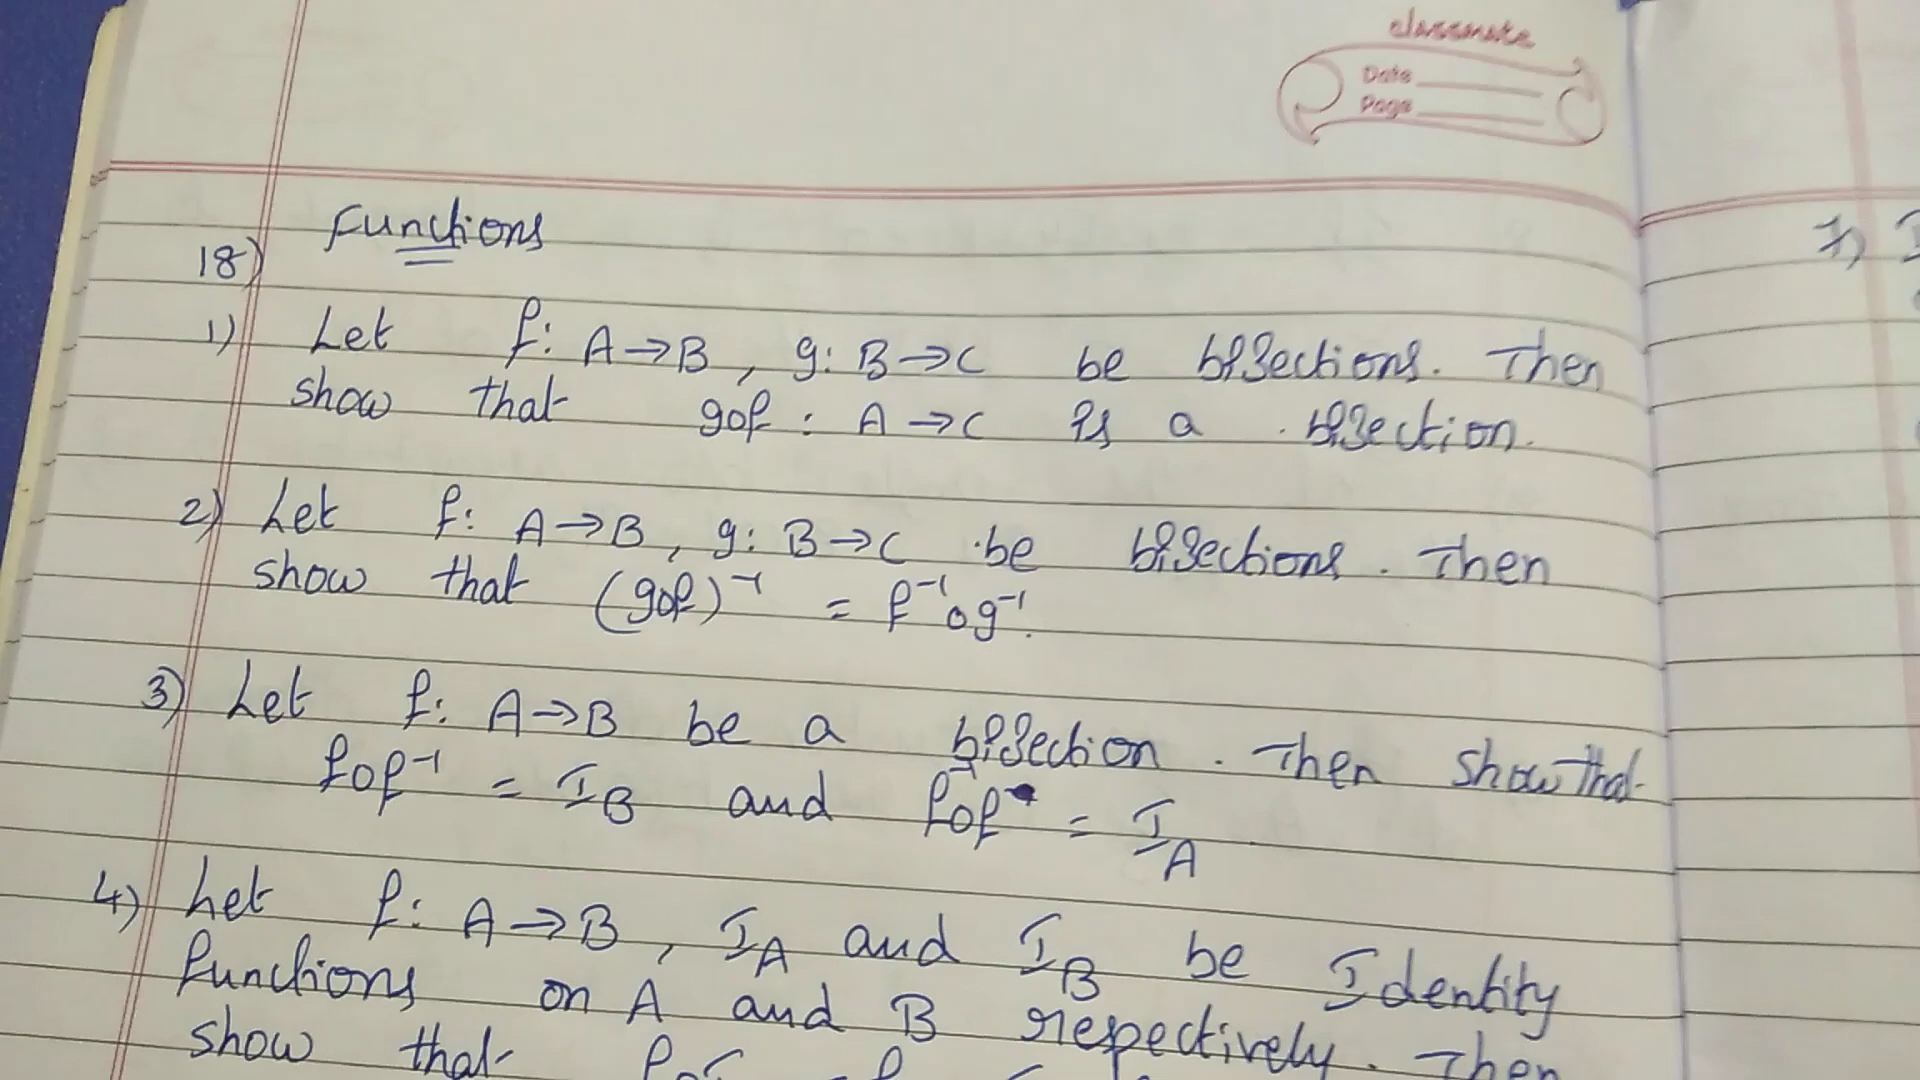 classmate
Date
Page
Functions
18)
1) Let f: A→B, g: B→C be bijections. Then
show that gof : A→C is a bijection.
2) Let f: A→B, g: B→C be bijections. Then
show that (gof)⁻¹ = f⁻¹og⁻¹.
3) Let f: A→B be a bijection. Then show that
fof⁻¹ = I_B and f⁻¹of = I_A
4) Let f: A→B, I_A and I_B be Identity
functions on A and B respectively. Then
show that
7)